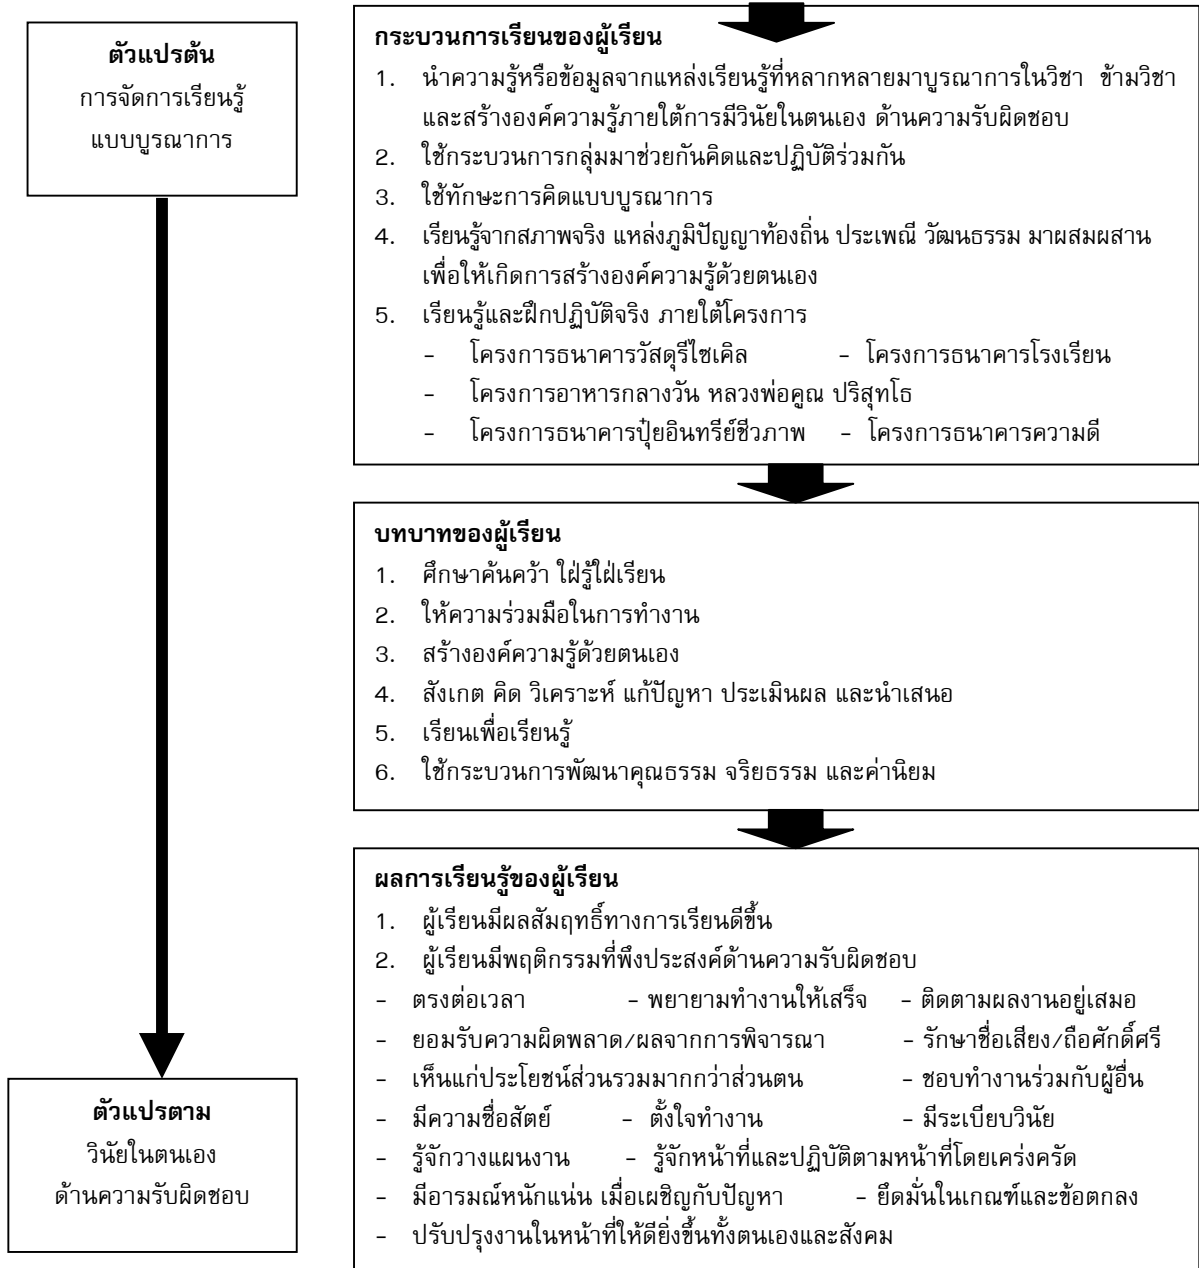 ตัวแปรต้น
การจัดการเรียนรู้
แบบบูรณาการ
กระบวนการเรียนของผู้เรียน
1. นำความรู้หรือข้อมูลจากแหล่งเรียนรู้ที่หลากหลายมาบูรณาการในวิชา ข้ามวิชา
และสร้างองค์ความรู้ภายใต้การมีวินัยในตนเอง ด้านความรับผิดชอบ
2. ใช้กระบวนการกลุ่มมาช่วยกันคิดและปฏิบัติร่วมกัน
3. ใช้ทักษะการคิดแบบบูรณาการ
4. เรียนรู้จากสภาพจริง แหล่งภูมิปัญญาท้องถิ่น ประเพณี วัฒนธรรม มาผสมผสาน
เพื่อให้เกิดการสร้างองค์ความรู้ด้วยตนเอง
5. เรียนรู้และฝึกปฏิบัติจริง ภายใต้โครงการ
- โครงการธนาคารวัสดุรีไซเคิล - โครงการธนาคารโรงเรียน
- โครงการอาหารกลางวัน หลวงพ่อคูณ ปริสุทโธ
- โครงการธนาคารปุ๋ยอินทรีย์ชีวภาพ - โครงการธนาคารความดี
บทบาทของผู้เรียน
1. ศึกษาค้นคว้า ใฝ่รู้ใฝ่เรียน
2. ให้ความร่วมมือในการทำงาน
3. สร้างองค์ความรู้ด้วยตนเอง
4. สังเกต คิด วิเคราะห์ แก้ปัญหา ประเมินผล และนำเสนอ
5. เรียนเพื่อเรียนรู้
6. ใช้กระบวนการพัฒนาคุณธรรม จริยธรรม และค่านิยม
ผลการเรียนรู้ของผู้เรียน
1. ผู้เรียนมีผลสัมฤทธิ์ทางการเรียนดีขึ้น
2. ผู้เรียนมีพฤติกรรมที่พึงประสงค์ด้านความรับผิดชอบ
- ตรงต่อเวลา - พยายามทำงานให้เสร็จ - ติดตามผลงานอยู่เสมอ
- ยอมรับความผิดพลาด/ผลจากการพิจารณา - รักษาชื่อเสียง/ถือศักดิ์ศรี
- เห็นแก่ประโยชน์ส่วนรวมมากกว่าส่วนตน - ชอบทำงานร่วมกับผู้อื่น
- มีความซื่อสัตย์ - ตั้งใจทำงาน - มีระเบียบวินัย
- รู้จักวางแผนงาน - รู้จักหน้าที่และปฏิบัติตามหน้าที่โดยเคร่งครัด
- มีอารมณ์หนักแน่น เมื่อเผชิญกับปัญหา - ยึดมั่นในเกณฑ์และข้อตกลง
- ปรับปรุงงานในหน้าที่ให้ดียิ่งขึ้นทั้งตนเองและสังคม
ตัวแปรตาม
วินัยในตนเอง
ด้านความรับผิดชอบ